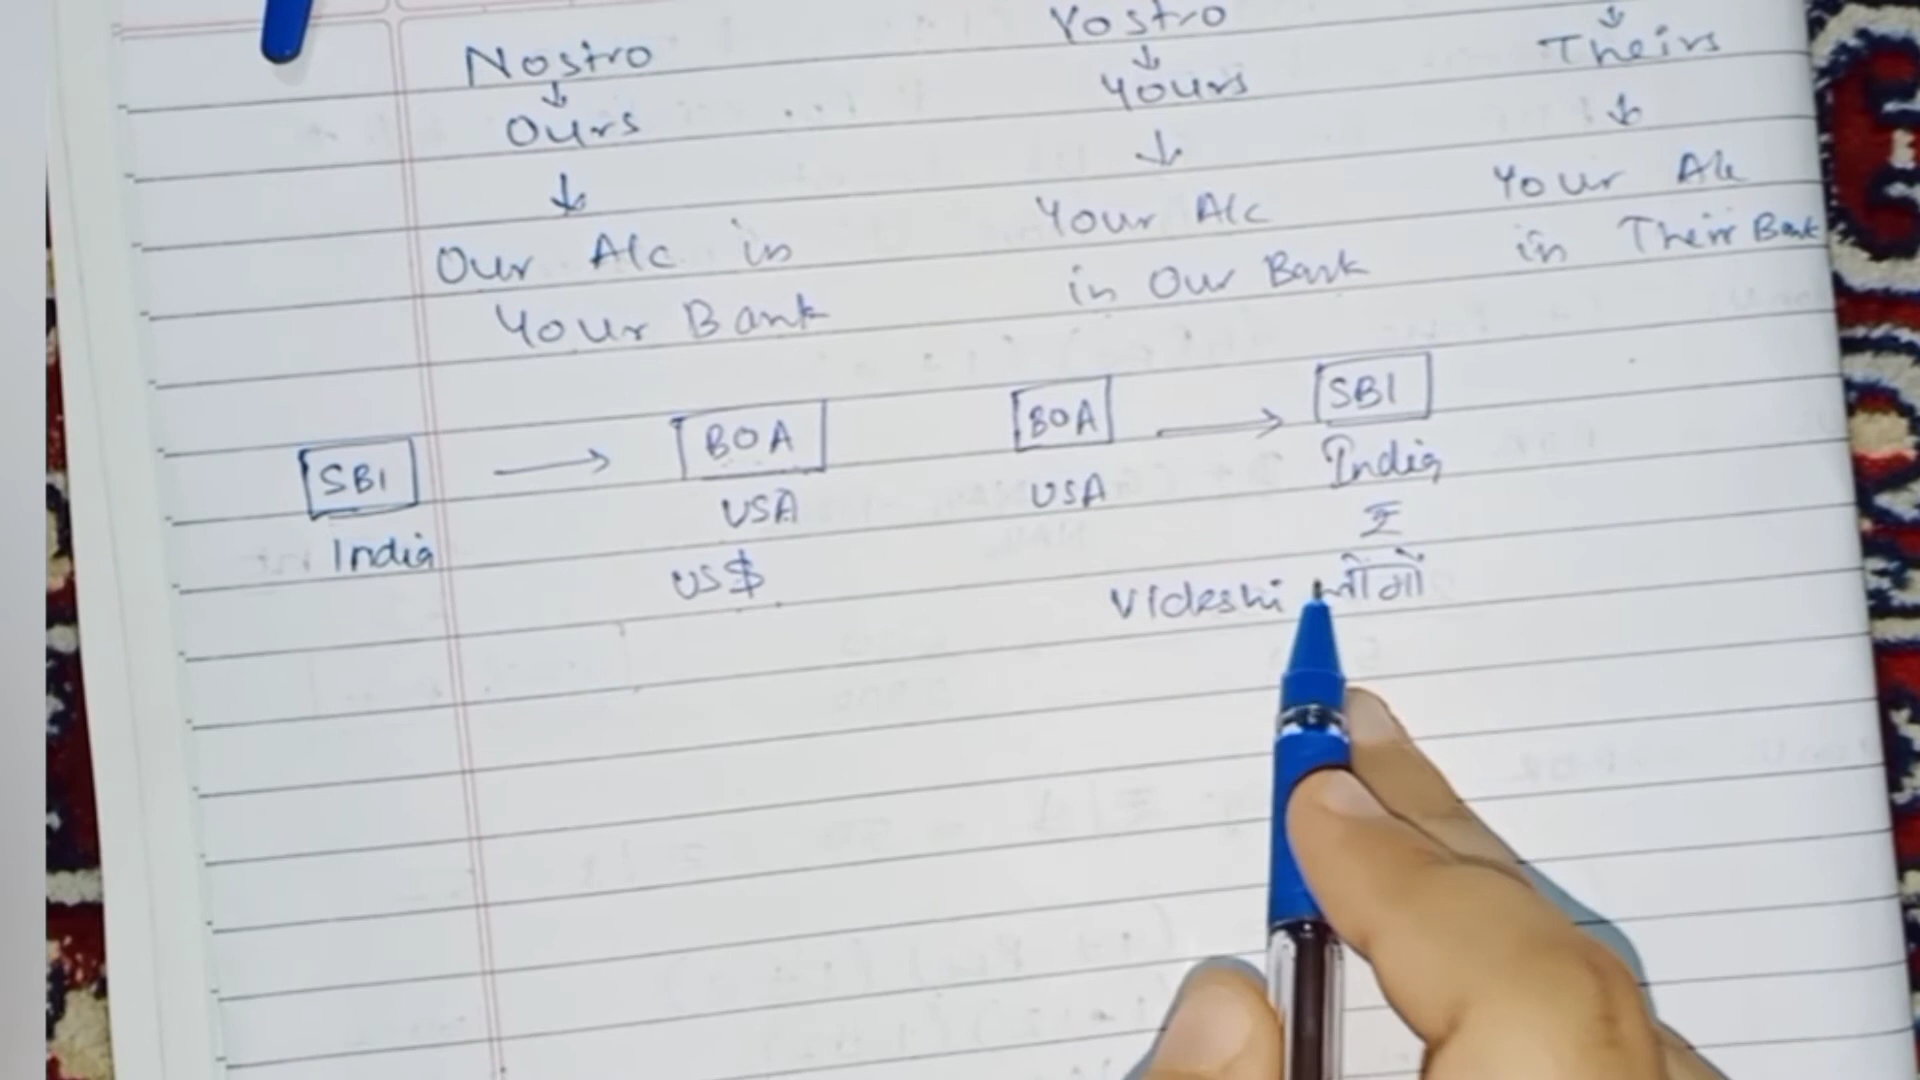 Nostro
Ours
Our A/c in
Your Bank
Vostro
Yours
Your A/c
in Our Bank
Theirs
Your A/c
in Their Bank
SBI
India
BOA
USA
US$
BOA
USA
SBI
India
₹
Videshi लोगों